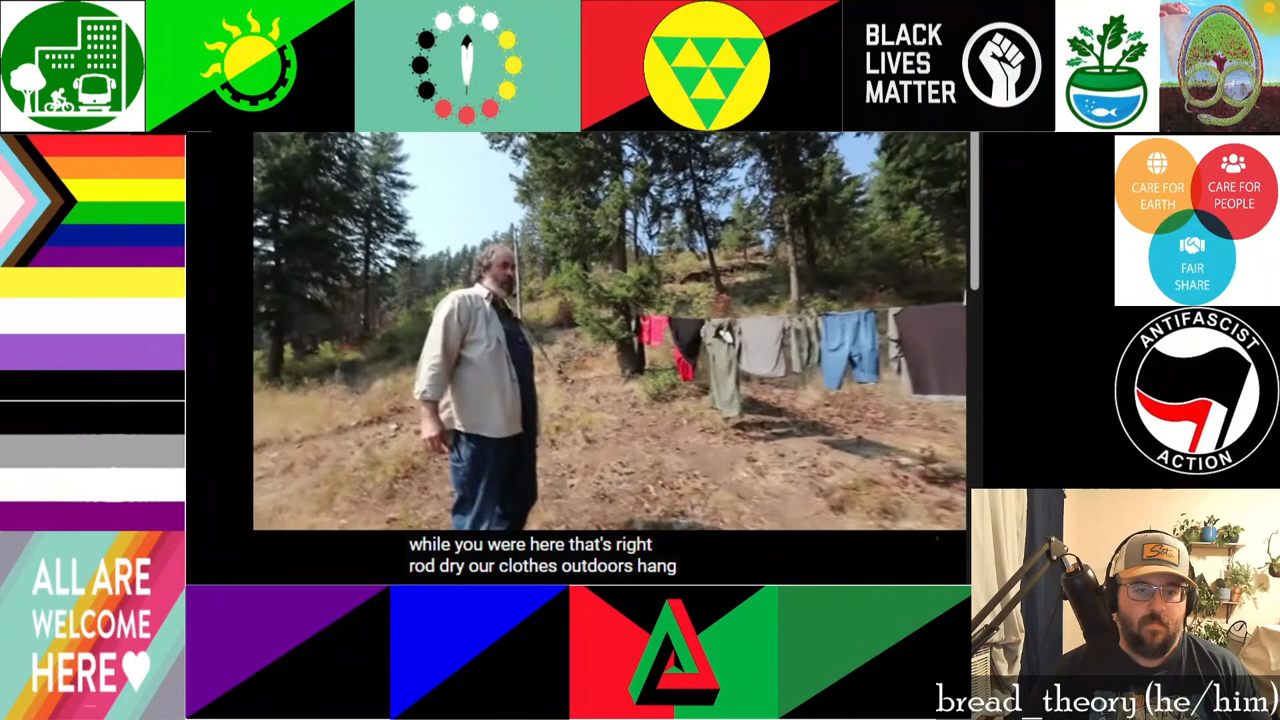 BLACK
LIVES
MATTER
CARE FOR
EARTH
CARE FOR
PEOPLE
FAIR
SHARE
ANTIFASCIST
ACTION
while you were here that's right
rod dry our clothes outdoors hang
ALL ARE
WELCOME
HERE
Sota
bread_theory (he/him)